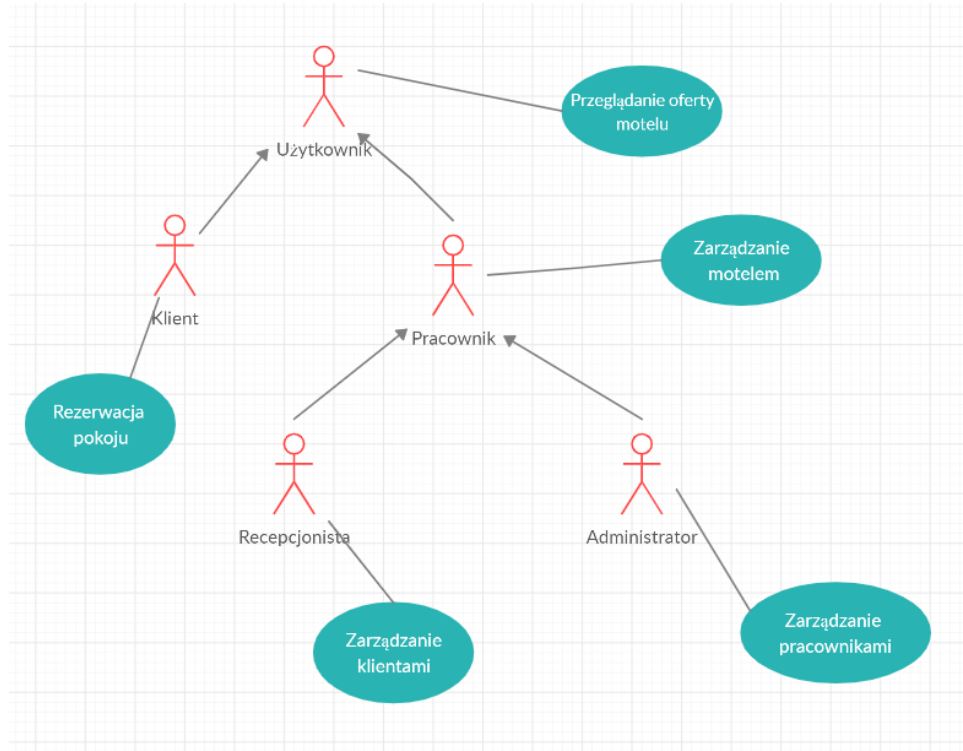 Przeglądanie oferty
motelu
Użytkownik
Zarządzanie
motelem
Klient
Pracownik
Rezerwacja
pokoju
Recepcjonista
Administrator
Zarządzanie
klientami
Zarządzanie
pracownikami